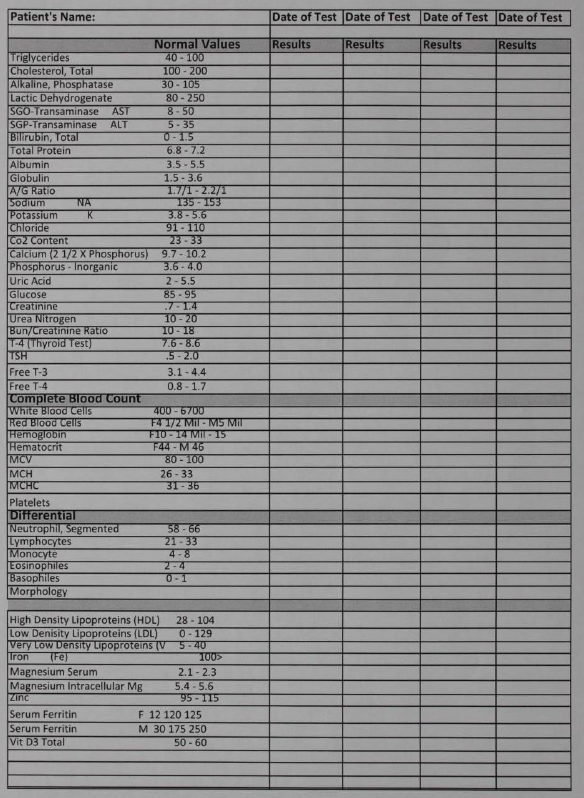 Patient's Name: Date of Test Date of Test Date of Test Date of Test
Normal Values Results Results Results Results
Triglycerides 40 - 100
Cholesterol, Total 100 - 200
Alkaline, Phosphatase 30 - 105
Lactic Dehydrogenate 80 - 250
SGO-Transaminase AST 8 - 50
SGP-Transaminase ALT 5 - 35
Bilirubin, Total 0 - 1.5
Total Protein 6.8 - 7.2
Albumin 3.5 - 5.5
Globulin 1.5 - 3.6
A/G Ratio 1.7/1 - 2.2/1
Sodium NA 135 - 153
Potassium K 3.8 - 5.6
Chloride 91 - 110
Co2 Content 23 - 33
Calcium (2 1/2 X Phosphorus) 9.7 - 10.2
Phosphorus - Inorganic 3.6 - 4.0
Uric Acid 2 - 5.5
Glucose 85 - 95
Creatinine .7 - 1.4
Urea Nitrogen 10 - 20
Bun/Creatinine Ratio 10 - 18
T-4 (Thyroid Test) 7.6 - 8.6
TSH .5 - 2.0
Free T-3 3.1 - 4.4
Free T-4 0.8 - 1.7
Complete Blood Count
White Blood Cells 400 - 6700
Red Blood Cells F4 1/2 Mil - M5 Mil
Hemoglobin F10 - 14 Mil - 15
Hematocrit F44 - M 46
MCV 80 - 100
MCH 26 - 33
MCHC 31 - 36
Platelets
Differential
Neutrophil, Segmented 58 - 66
Lymphocytes 21 - 33
Monocyte 4 - 8
Eosinophiles 2 - 4
Basophiles 0 - 1
Morphology
High Density Lipoproteins (HDL) 28 - 104
Low Denisity Lipoproteins (LDL) 0 - 129
Very Low Density Lipoproteins (V 5 - 40
Iron (Fe) 100>
Magnesium Serum 2.1 - 2.3
Magnesium Intracellular Mg 5.4 - 5.6
Zinc 95 - 115
Serum Ferritin F 12 120 125
Serum Ferritin M 30 175 250
Vit D3 Total 50 - 60